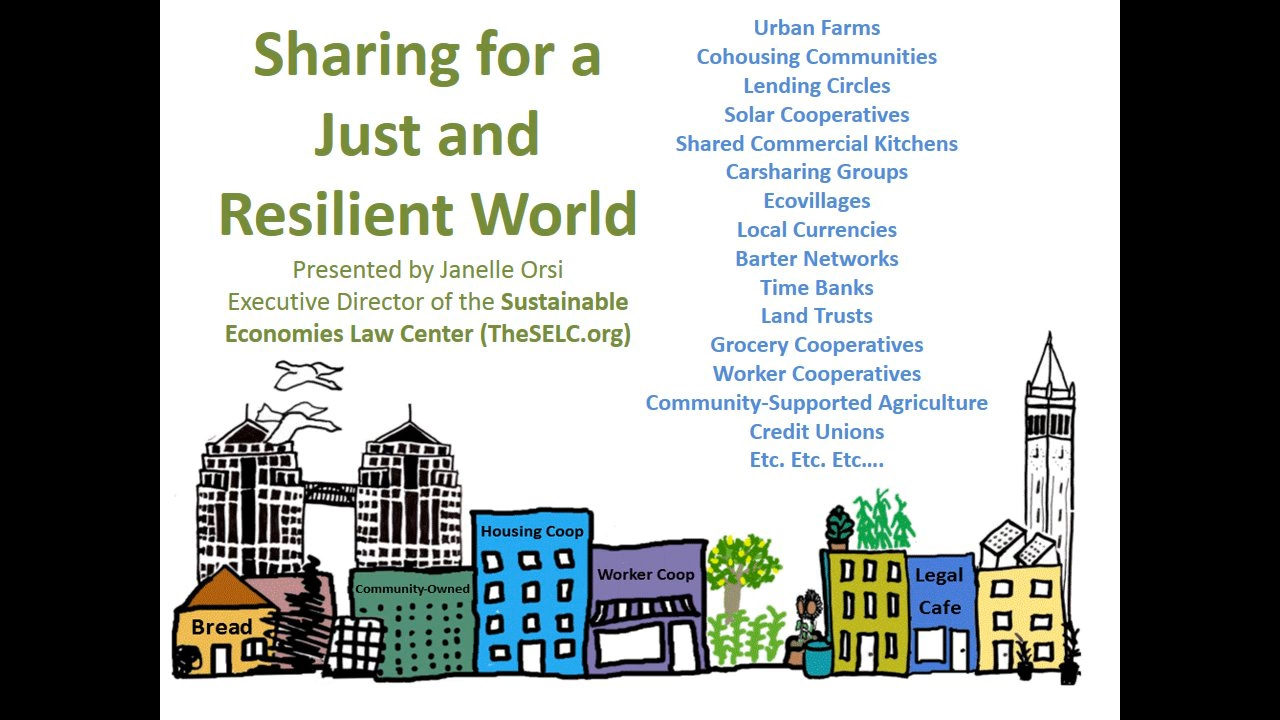 Sharing for a
Just and
Resilient World
Presented by Janelle Orsi
Executive Director of the Sustainable
Economies Law Center (TheSELC.org)
Urban Farms
Cohousing Communities
Lending Circles
Solar Cooperatives
Shared Commercial Kitchens
Carsharing Groups
Ecovillages
Local Currencies
Barter Networks
Time Banks
Land Trusts
Grocery Cooperatives
Worker Cooperatives
Community-Supported Agriculture
Credit Unions
Etc. Etc. Etc....
Bread
Community-Owned
Housing Coop
Worker Coop
Legal
Cafe